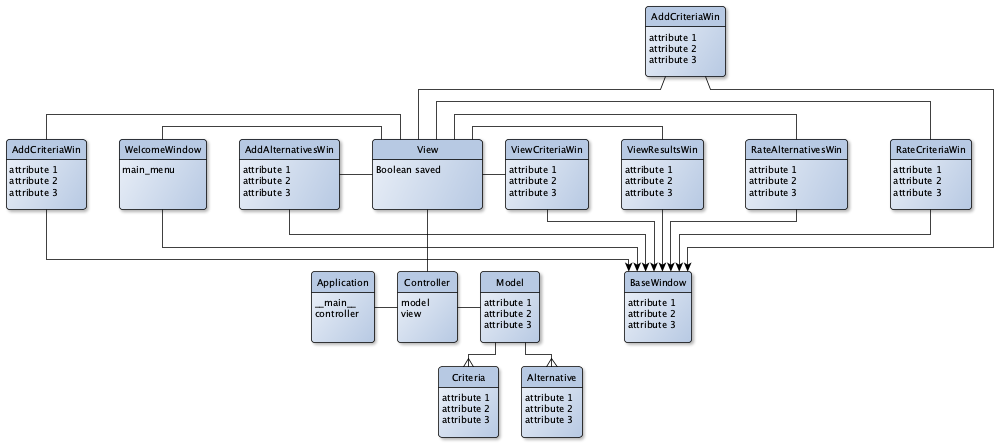 AddCriteriaWin
attribute 1
attribute 2
attribute 3
AddCriteriaWin
attribute 1
attribute 2
attribute 3
WelcomeWindow
main_menu
AddAlternativesWin
attribute 1
attribute 2
attribute 3
View
Boolean saved
ViewCriteriaWin
attribute 1
attribute 2
attribute 3
ViewResultsWin
attribute 1
attribute 2
attribute 3
RateAlternativesWin
attribute 1
attribute 2
attribute 3
RateCriteriaWin
attribute 1
attribute 2
attribute 3
Application
__main__
controller
Controller
model
view
Model
attribute 1
attribute 2
attribute 3
BaseWindow
attribute 1
attribute 2
attribute 3
Criteria
attribute 1
attribute 2
attribute 3
Alternative
attribute 1
attribute 2
attribute 3